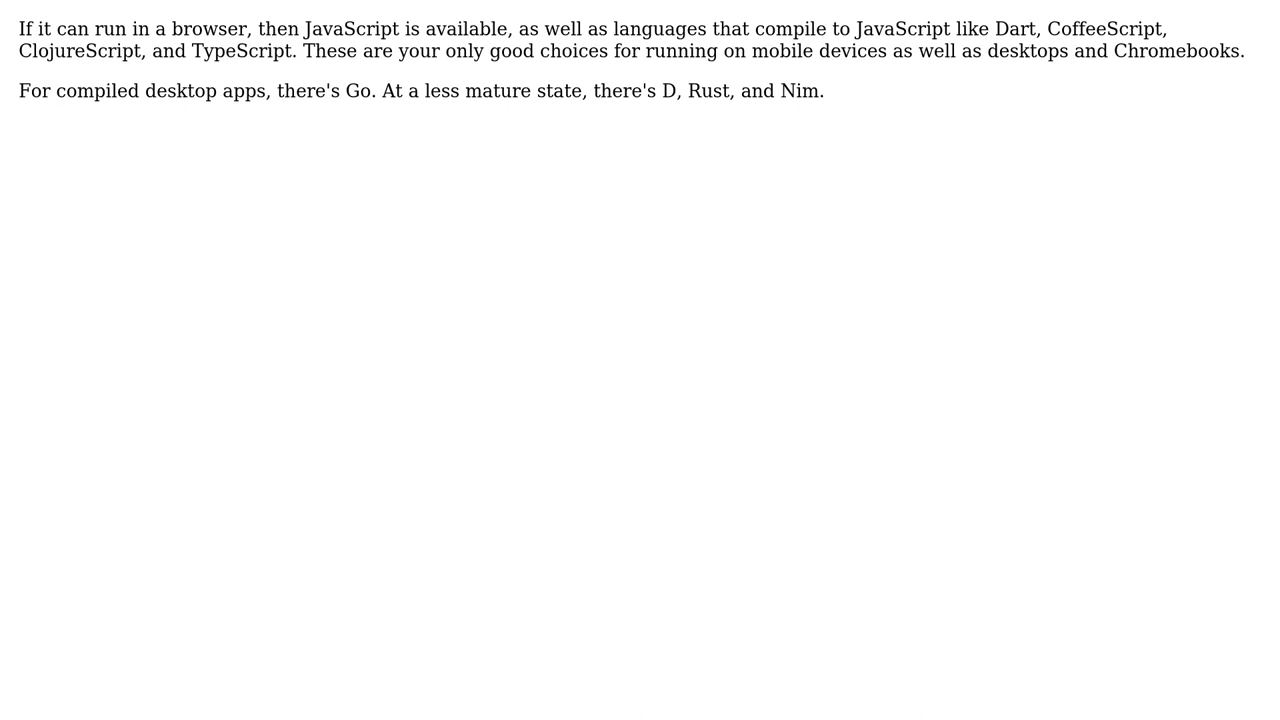 If it can run in a browser, then JavaScript is available, as well as languages that compile to JavaScript like Dart, CoffeeScript,
ClojureScript, and TypeScript. These are your only good choices for running on mobile devices as well as desktops and Chromebooks.
For compiled desktop apps, there's Go. At a less mature state, there's D, Rust, and Nim.